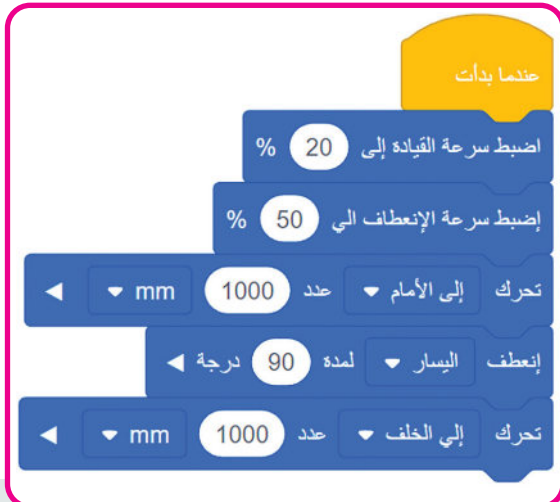 عندما بدأت
اضبط سرعة القيادة إلى 20 %
إضبط سرعة الإنعطاف الي 50 %
تحرك إلى الأمام عدد 1000 mm
إنعطف اليسار لمدة 90 درجة
تحرك إلي الخلف عدد 1000 mm